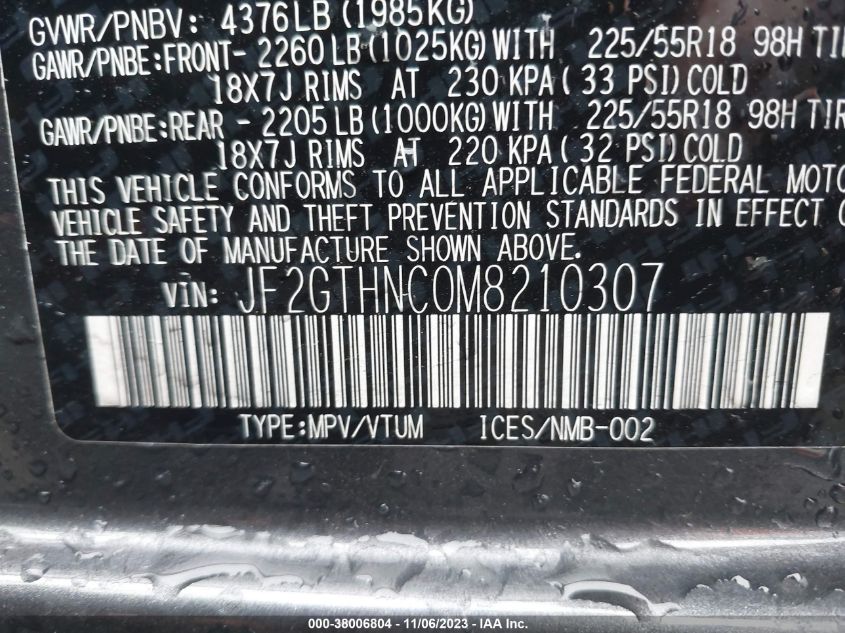 GVWR/PNBV: 4376LB (1985KG)
GAWR/PNBE:FRONT- 2260 LB (1025KG) WITH 225/55R18 98H TI
18X7J RIMS AT 230 KPA ( 33 PSI) COLD
GAWR/PNBE:REAR - 2205 LB (1000KG) WITH 225/55R18 98H TIR
18X7J RIMS AT 220 KPA ( 32 PSI) COLD
THIS VEHICLE CONFORMS TO ALL APPLICABLE FEDERAL MOTO
VEHICLE SAFETY AND THEFT PREVENTION STANDARDS IN EFFECT O
THE DATE OF MANUFACTURE SHOWN ABOVE.
VIN: JF2GTHNC0M8210307
TYPE:MPV/VTUM ICES/NMB-002
000-38006804 - 11/06/2023 - IAA Inc.